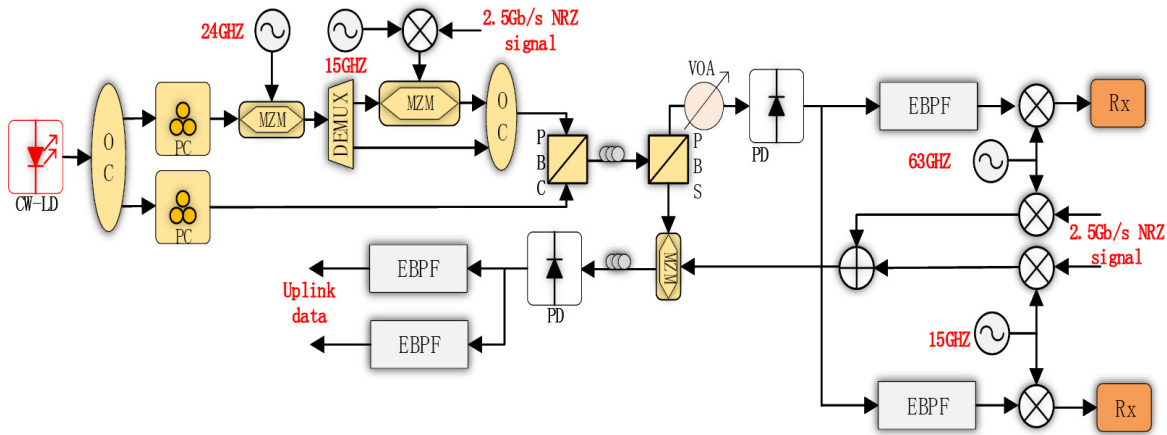 24GHZ
15GHZ
2.5Gb/s NRZ
signal
CW-LD
O
C
PC
PC
MZM
DEMUX
MZM
O
C
P
B
C
P
B
S
VOA
PD
EBPF
Rx
63GHZ
2.5Gb/s NRZ
signal
MZM
PD
EBPF
EBPF
Uplink
data
15GHZ
EBPF
Rx